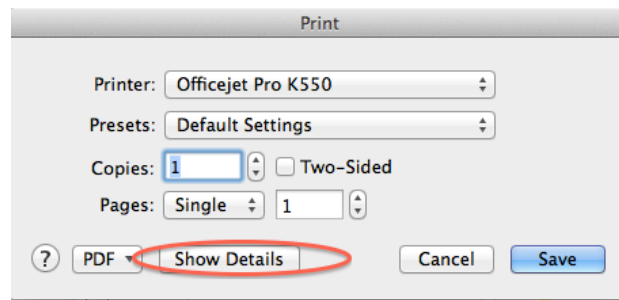 Print
Printer: Officejet Pro K550
Presets: Default Settings
Copies: 1 Two-Sided
Pages: Single 1
? PDF Show Details Cancel Save